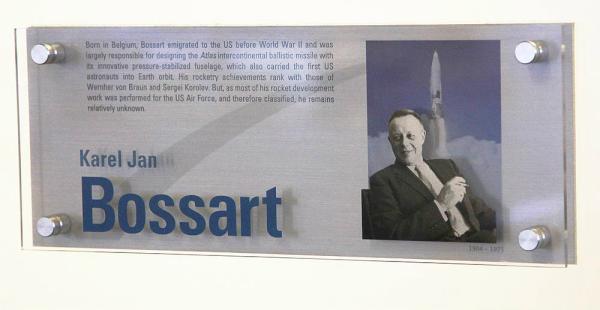 Born in Belgium, Bossart emigrated to the US before World War II and was
largely responsible for designing the Atlas intercontinental ballistic missile with
its innovative pressure-stabilized fuselage, which also carried the first US
astronauts into Earth orbit. His rocketry achievements rank with those of
Wernher von Braun and Sergei Korolev. But, as most of his rocket development
work was performed for the US Air Force, and therefore classified, he remains
relatively unknown.
Karel Jan
Bossart
1904 – 1975